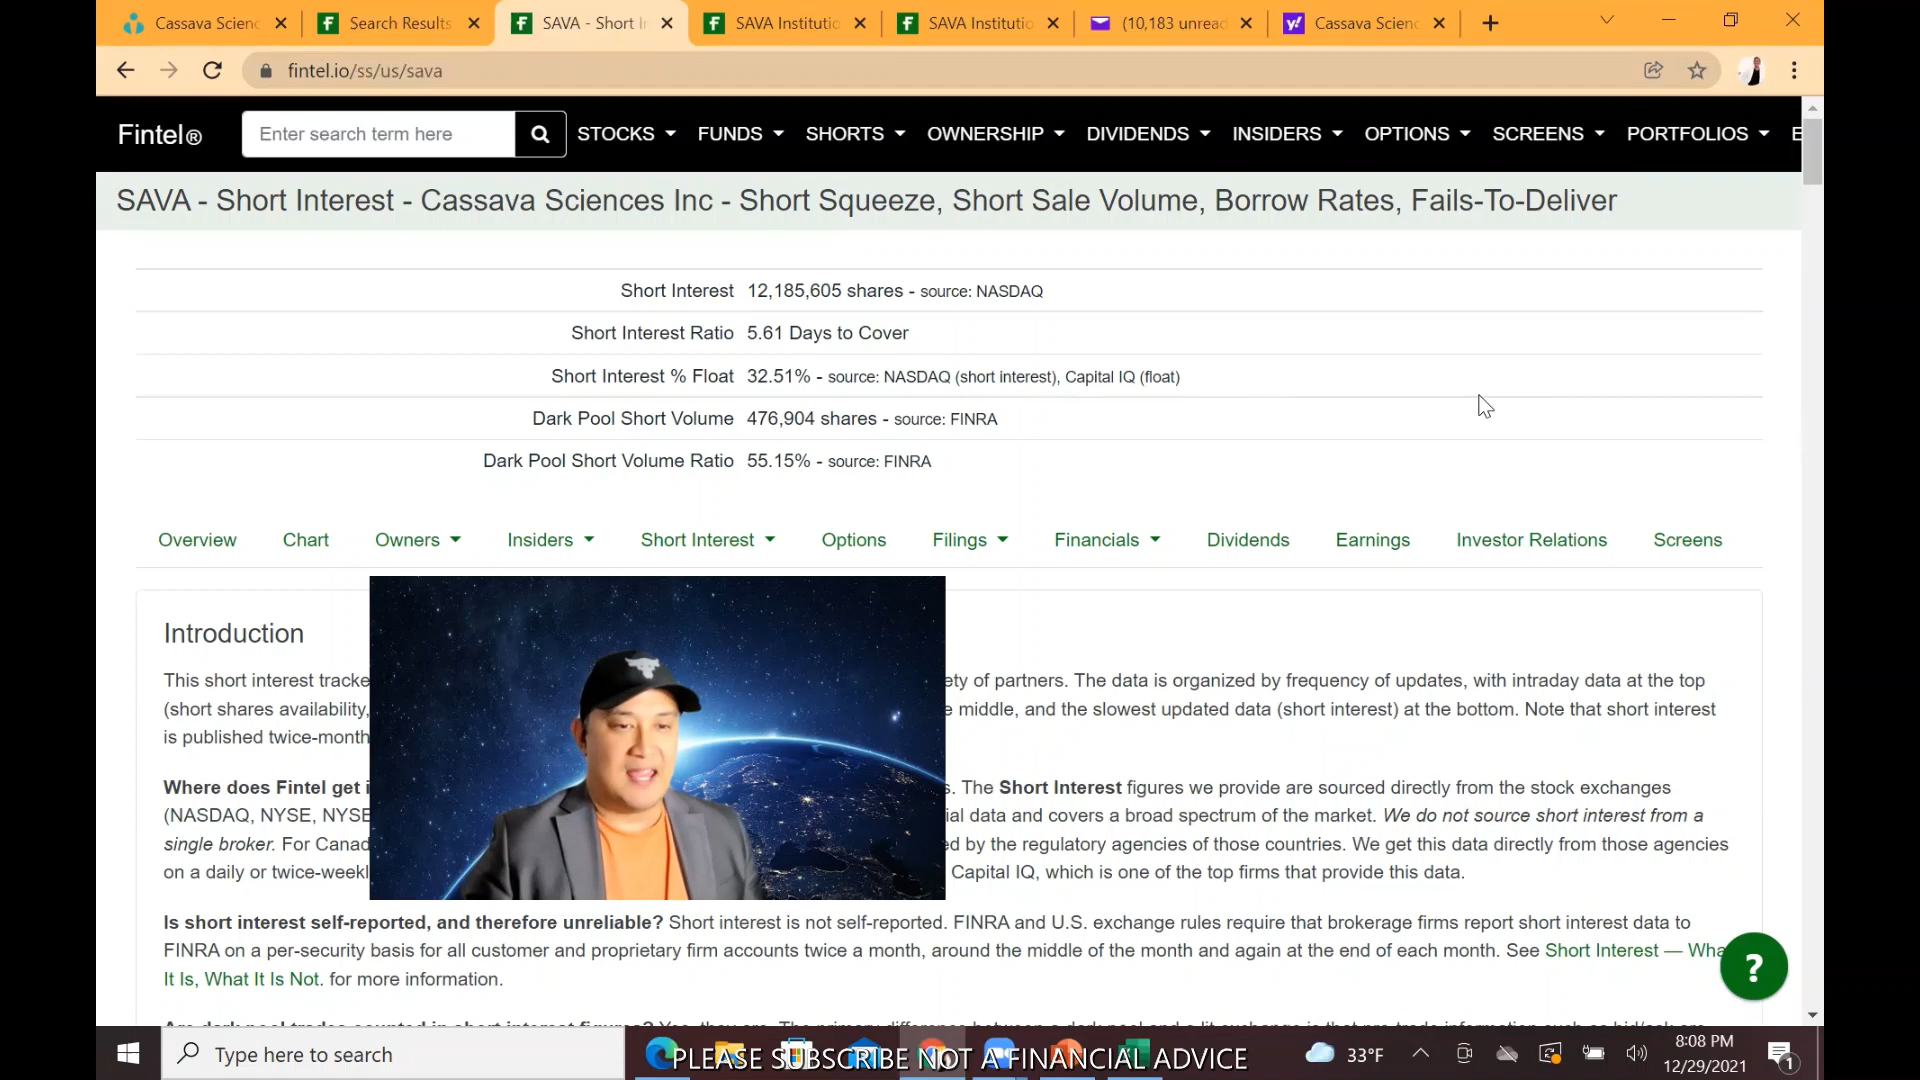 Cassava Scienc
Search Results
SAVA - Short In
SAVA Institutio
SAVA Institutio
(10,183 unread
Cassava Scienc
fintel.io/ss/us/sava
Fintel®
Enter search term here
STOCKS
FUNDS
SHORTS
OWNERSHIP
DIVIDENDS
INSIDERS
OPTIONS
SCREENS
PORTFOLIOS
E
SAVA - Short Interest - Cassava Sciences Inc - Short Squeeze, Short Sale Volume, Borrow Rates, Fails-To-Deliver
Short Interest 12,185,605 shares - source: NASDAQ
Short Interest Ratio 5.61 Days to Cover
Short Interest % Float 32.51% - source: NASDAQ (short interest), Capital IQ (float)
Dark Pool Short Volume 476,904 shares - source: FINRA
Dark Pool Short Volume Ratio 55.15% - source: FINRA
Overview Chart Owners Insiders Short Interest Options Filings Financials Dividends Earnings Investor Relations Screens
Introduction
This short interest tracke ety of partners. The data is organized by frequency of updates, with intraday data at the top
(short shares availability, e middle, and the slowest updated data (short interest) at the bottom. Note that short interest
is published twice-month
Where does Fintel get i s. The Short Interest figures we provide are sourced directly from the stock exchanges
(NASDAQ, NYSE, NYSE ial data and covers a broad spectrum of the market. We do not source short interest from a
single broker. For Canad ed by the regulatory agencies of those countries. We get this data directly from those agencies
on a daily or twice-weekl Capital IQ, which is one of the top firms that provide this data.
Is short interest self-reported, and therefore unreliable? Short interest is not self-reported. FINRA and U.S. exchange rules require that brokerage firms report short interest data to
FINRA on a per-security basis for all customer and proprietary firm accounts twice a month, around the middle of the month and again at the end of each month. See Short Interest — Wha
It Is, What It Is Not. for more information.
?
Type here to search
PLEASE SUBSCRIBE NOT A FINANCIAL ADVICE
33°F
8:08 PM
12/29/2021
1